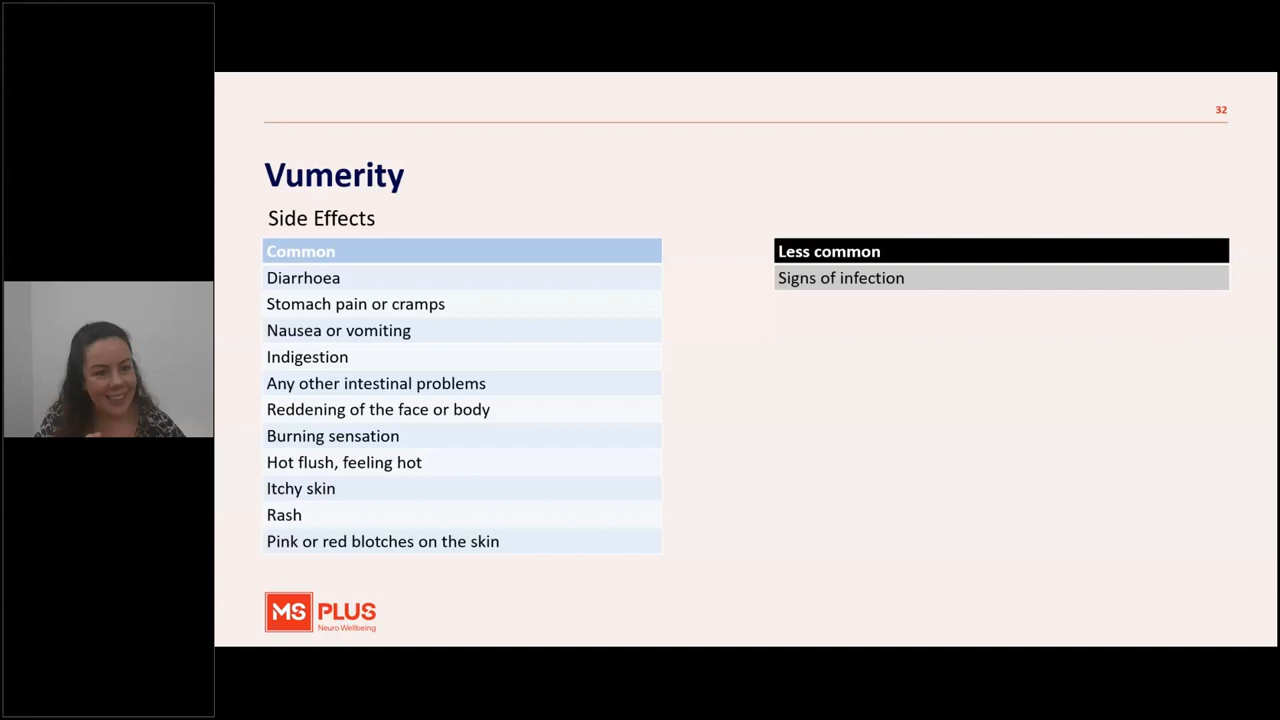 32
Vumerity
Side Effects
Common
Diarrhoea
Stomach pain or cramps
Nausea or vomiting
Indigestion
Any other intestinal problems
Reddening of the face or body
Burning sensation
Hot flush, feeling hot
Itchy skin
Rash
Pink or red blotches on the skin
Less common
Signs of infection
MS PLUS
Neuro Wellbeing